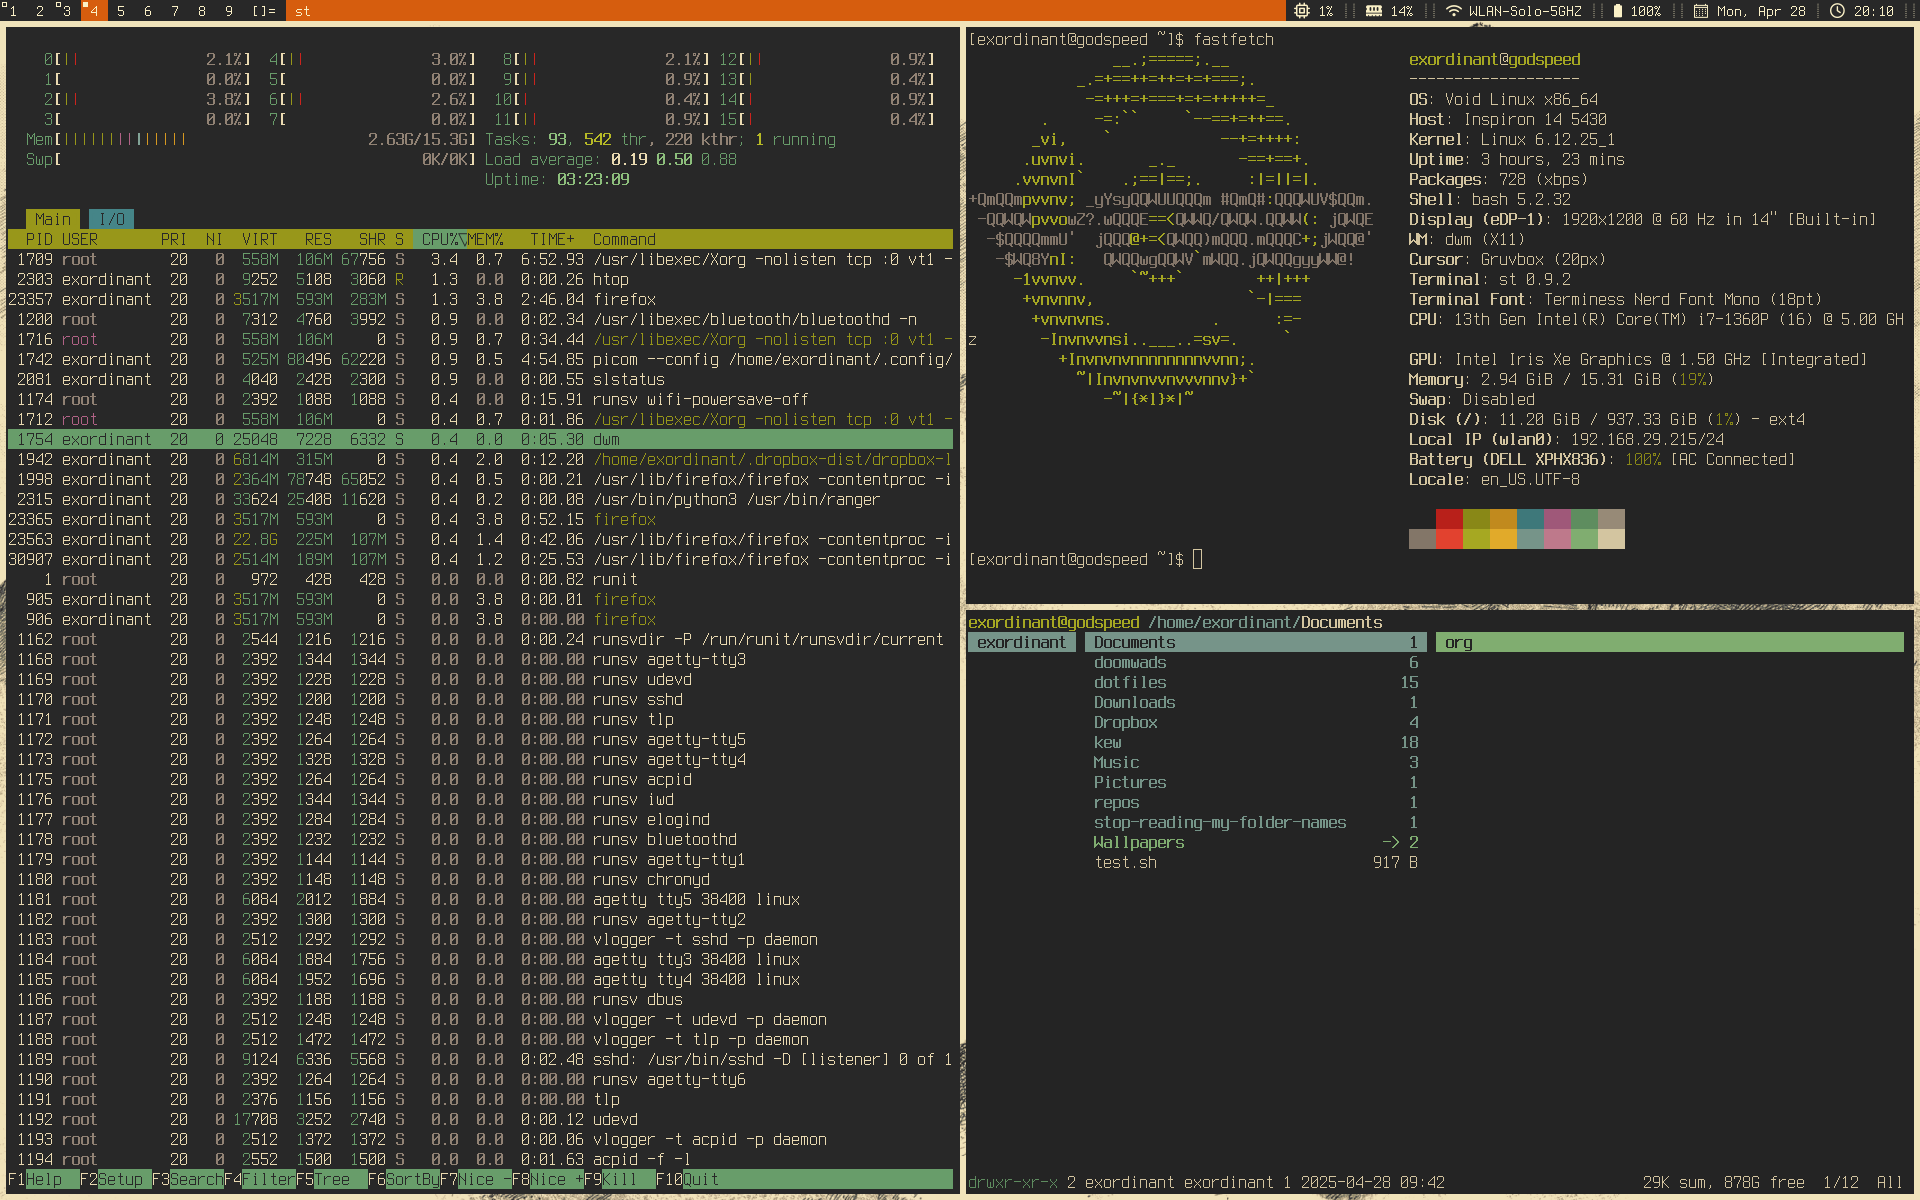 1 2 3 4 5 6 7 8 9 []= st 1% 14% WLAN-Solo-5GHZ 100% Mon, Apr 28 20:10
0[|| 2.1%] 4[|| 3.0%] 8[|| 2.1%] 12[|| 0.9%]
1[ 0.0%] 5[ 0.0%] 9[|| 0.9%] 13[| 0.4%]
2[|| 3.8%] 6[|| 2.6%] 10[| 0.4%] 14[| 0.9%]
3[ 0.0%] 7[ 0.0%] 11[|| 0.9%] 15[| 0.4%]
Mem[|||||||||||||| 2.63G/15.3G] Tasks: 93, 542 thr, 220 kthr; 1 running
Swp[ 0K/0K] Load average: 0.19 0.50 0.88
Uptime: 03:23:09
Main I/O
PID USER PRI NI VIRT RES SHR S CPU%▽MEM% TIME+ Command
1709 root 20 0 558M 106M 67756 S 3.4 0.7 6:52.93 /usr/libexec/Xorg -nolisten tcp :0 vt1 -
2303 exordinant 20 0 9252 5108 3060 R 1.3 0.0 0:00.26 htop
23357 exordinant 20 0 3517M 593M 283M S 1.3 3.8 2:46.04 firefox
1200 root 20 0 7312 4760 3992 S 0.9 0.0 0:02.34 /usr/libexec/bluetooth/bluetoothd -n
1716 root 20 0 558M 106M 0 S 0.9 0.7 0:34.44 /usr/libexec/Xorg -nolisten tcp :0 vt1 -
1742 exordinant 20 0 525M 80496 62220 S 0.9 0.5 4:54.85 picom --config /home/exordinant/.config/
2081 exordinant 20 0 4040 2428 2300 S 0.9 0.0 0:00.55 slstatus
1174 root 20 0 2392 1088 1088 S 0.4 0.0 0:15.91 runsv wifi-powersave-off
1712 root 20 0 558M 106M 0 S 0.4 0.7 0:01.86 /usr/libexec/Xorg -nolisten tcp :0 vt1 -
1754 exordinant 20 0 25048 7228 6332 S 0.4 0.0 0:05.30 dwm
1942 exordinant 20 0 6814M 315M 0 S 0.4 2.0 0:12.20 /home/exordinant/.dropbox-dist/dropbox-l
1998 exordinant 20 0 2364M 78748 65052 S 0.4 0.5 0:00.21 /usr/lib/firefox/firefox -contentproc -i
2315 exordinant 20 0 33624 25408 11620 S 0.4 0.2 0:00.08 /usr/bin/python3 /usr/bin/ranger
23365 exordinant 20 0 3517M 593M 0 S 0.4 3.8 0:52.15 firefox
23563 exordinant 20 0 22.8G 225M 107M S 0.4 1.4 0:42.06 /usr/lib/firefox/firefox -contentproc -i
30907 exordinant 20 0 2514M 189M 107M S 0.4 1.2 0:25.53 /usr/lib/firefox/firefox -contentproc -i
1 root 20 0 972 428 428 S 0.0 0.0 0:00.82 runit
905 exordinant 20 0 3517M 593M 0 S 0.0 3.8 0:00.01 firefox
906 exordinant 20 0 3517M 593M 0 S 0.0 3.8 0:00.00 firefox
1162 root 20 0 2544 1216 1216 S 0.0 0.0 0:00.24 runsvdir -P /run/runit/runsvdir/current
1168 root 20 0 2392 1344 1344 S 0.0 0.0 0:00.00 runsv agetty-tty3
1169 root 20 0 2392 1228 1228 S 0.0 0.0 0:00.00 runsv udevd
1170 root 20 0 2392 1200 1200 S 0.0 0.0 0:00.00 runsv sshd
1171 root 20 0 2392 1248 1248 S 0.0 0.0 0:00.00 runsv tlp
1172 root 20 0 2392 1264 1264 S 0.0 0.0 0:00.00 runsv agetty-tty5
1173 root 20 0 2392 1328 1328 S 0.0 0.0 0:00.00 runsv agetty-tty4
1175 root 20 0 2392 1264 1264 S 0.0 0.0 0:00.00 runsv acpid
1176 root 20 0 2392 1344 1344 S 0.0 0.0 0:00.00 runsv iwd
1177 root 20 0 2392 1284 1284 S 0.0 0.0 0:00.00 runsv elogind
1178 root 20 0 2392 1232 1232 S 0.0 0.0 0:00.00 runsv bluetoothd
1179 root 20 0 2392 1144 1144 S 0.0 0.0 0:00.00 runsv agetty-tty1
1180 root 20 0 2392 1148 1148 S 0.0 0.0 0:00.00 runsv chronyd
1181 root 20 0 6084 2012 1884 S 0.0 0.0 0:00.00 agetty tty5 38400 linux
1182 root 20 0 2392 1300 1300 S 0.0 0.0 0:00.00 runsv agetty-tty2
1183 root 20 0 2512 1292 1292 S 0.0 0.0 0:00.00 vlogger -t sshd -p daemon
1184 root 20 0 6084 1884 1756 S 0.0 0.0 0:00.00 agetty tty3 38400 linux
1185 root 20 0 6084 1952 1696 S 0.0 0.0 0:00.00 agetty tty4 38400 linux
1186 root 20 0 2392 1188 1188 S 0.0 0.0 0:00.00 runsv dbus
1187 root 20 0 2512 1248 1248 S 0.0 0.0 0:00.00 vlogger -t udevd -p daemon
1188 root 20 0 2512 1472 1472 S 0.0 0.0 0:00.00 vlogger -t tlp -p daemon
1189 root 20 0 9124 6336 5568 S 0.0 0.0 0:02.48 sshd: /usr/bin/sshd -D [listener] 0 of 1
1190 root 20 0 2392 1264 1264 S 0.0 0.0 0:00.00 runsv agetty-tty6
1191 root 20 0 2376 1156 1156 S 0.0 0.0 0:00.00 tlp
1192 root 20 0 17708 3252 2740 S 0.0 0.0 0:00.12 udevd
1193 root 20 0 2512 1372 1372 S 0.0 0.0 0:00.06 vlogger -t acpid -p daemon
1194 root 20 0 2552 1500 1500 S 0.0 0.0 0:01.63 acpid -f -l
F1Help F2Setup F3SearchF4FilterF5Tree F6SortByF7Nice -F8Nice +F9Kill F10Quit
[exordinant@godspeed ~]$ fastfetch
exordinant@godspeed
-------------------
OS: Void Linux x86_64
Host: Inspiron 14 5430
Kernel: Linux 6.12.25_1
Uptime: 3 hours, 23 mins
Packages: 728 (xbps)
Shell: bash 5.2.32
Display (eDP-1): 1920x1200 @ 60 Hz in 14" [Built-in]
WM: dwm (X11)
Cursor: Gruvbox (20px)
Terminal: st 0.9.2
Terminal Font: Terminess Nerd Font Mono (18pt)
CPU: 13th Gen Intel(R) Core(TM) i7-1360P (16) @ 5.00 GH
z
GPU: Intel Iris Xe Graphics @ 1.50 GHz [Integrated]
Memory: 2.94 GiB / 15.31 GiB (19%)
Swap: Disabled
Disk (/): 11.20 GiB / 937.33 GiB (1%) - ext4
Local IP (wlan0): 192.168.29.215/24
Battery (DELL XPHX836): 100% [AC Connected]
Locale: en_US.UTF-8
[exordinant@godspeed ~]$
exordinant@godspeed /home/exordinant/Documents
exordinant Documents 1 org
doomwads 6
dotfiles 15
Downloads 1
Dropbox 4
kew 18
Music 3
Pictures 1
repos 1
stop-reading-my-folder-names 1
Wallpapers -> 2
test.sh 917 B
drwxr-xr-x 2 exordinant exordinant 1 2025-04-28 09:42 29K sum, 878G free 1/12 All